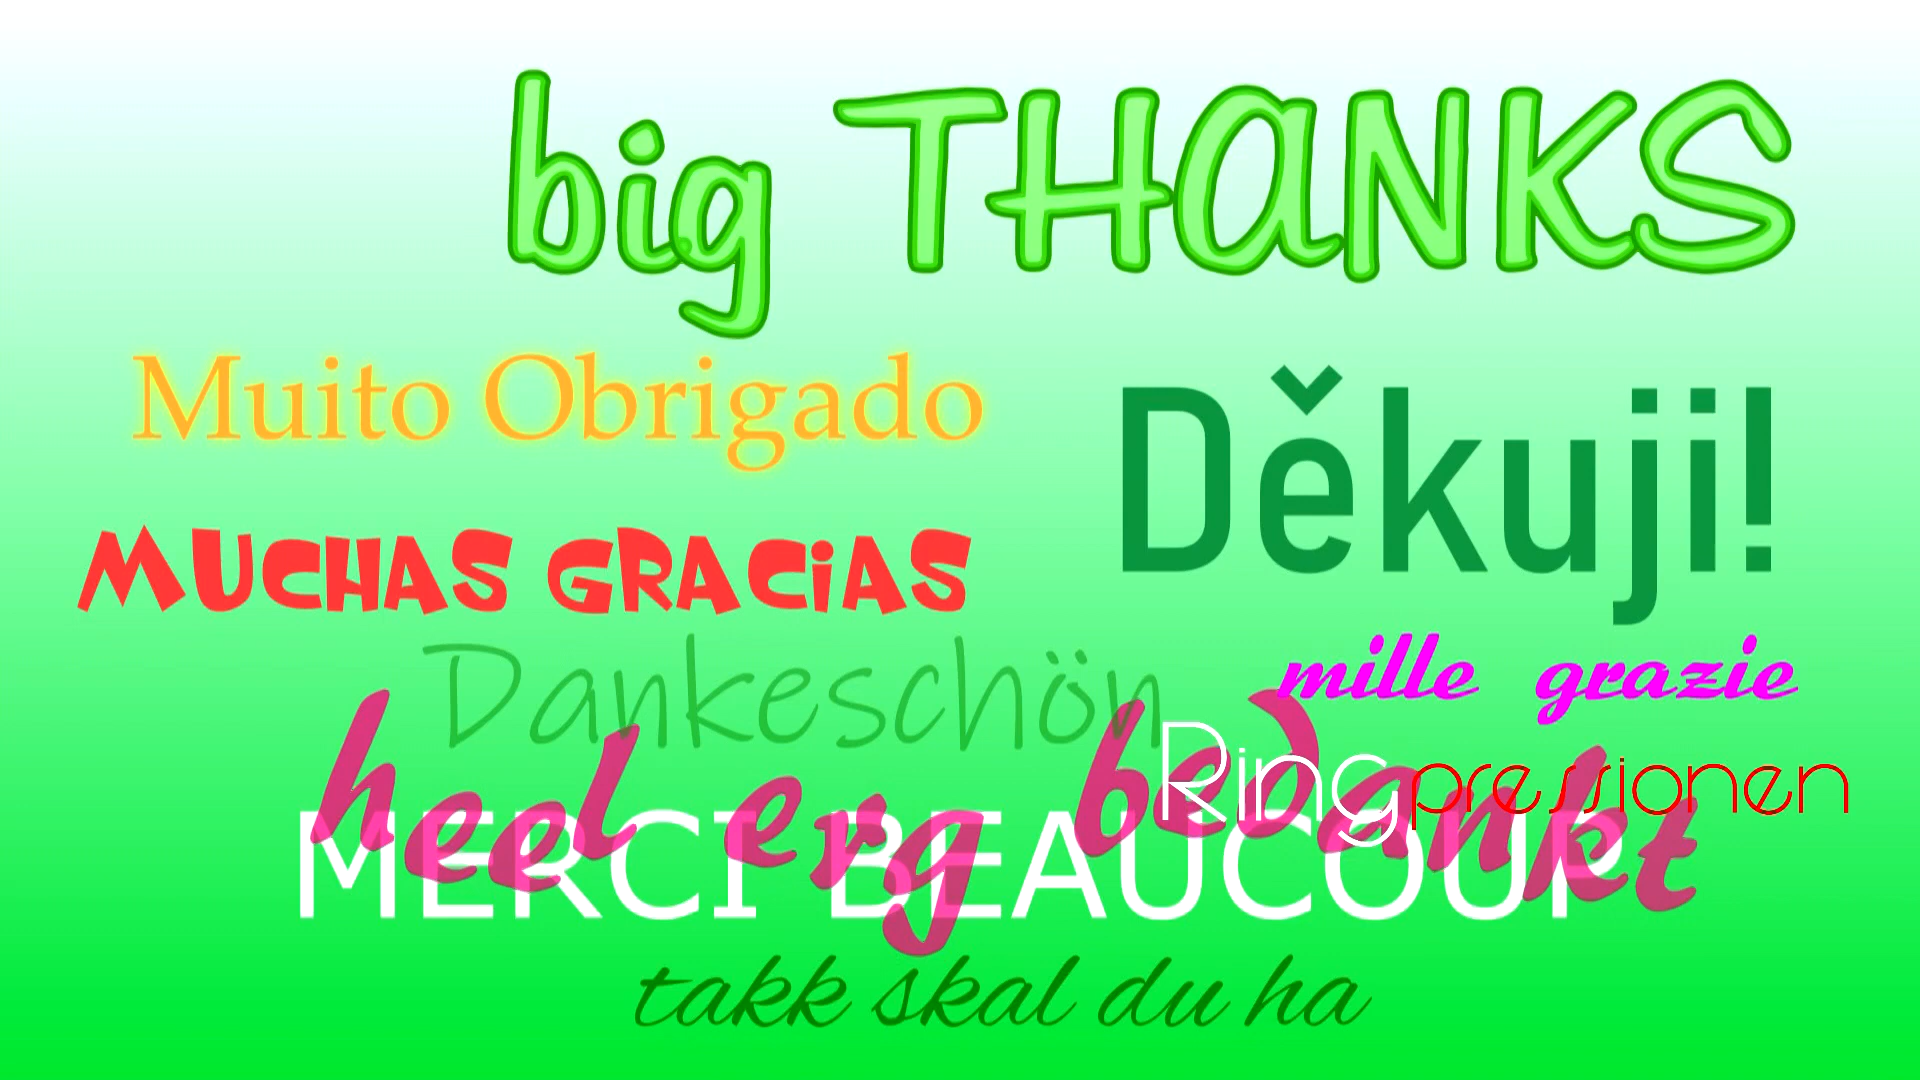 big THANKS
Muito Obrigado
Děkuji!
MUCHAS GRACiAS
Dankeschön
mille grazie
heel erg bedankt
Ringpressionen
MERCI BEAUCOUP
takk skal du ha